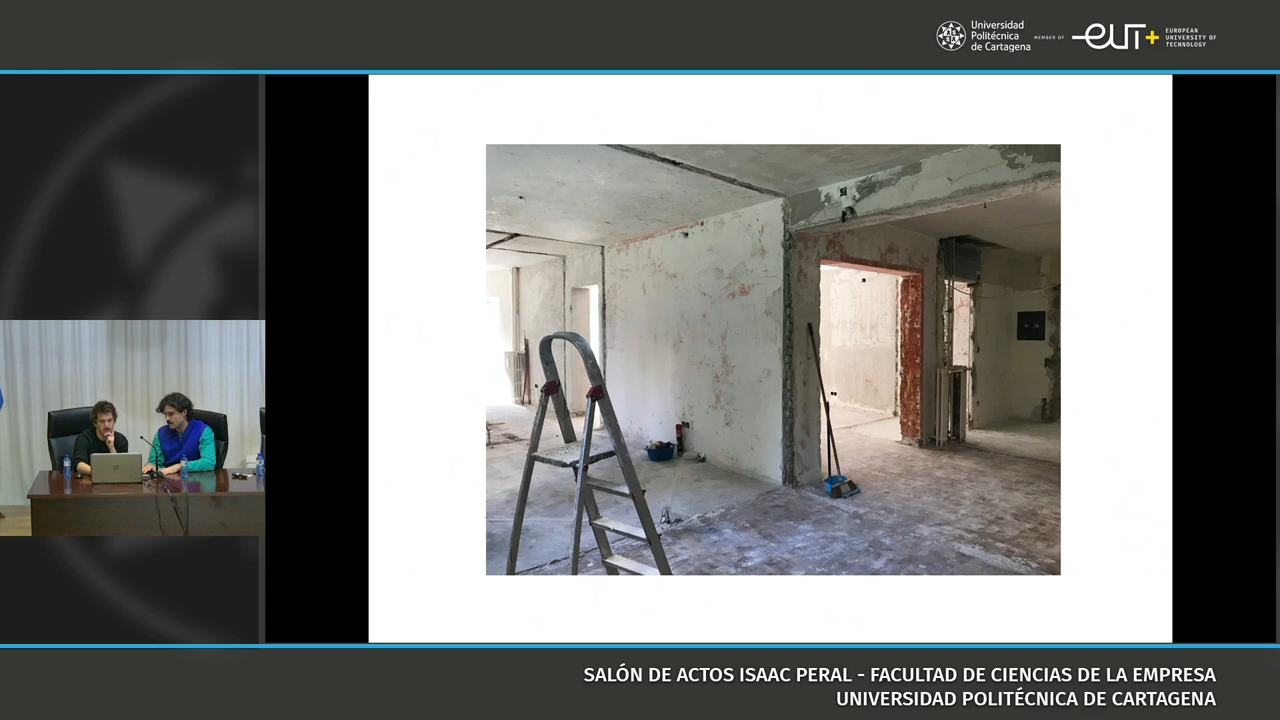 Universidad
Politécnica
de Cartagena
MEMBER OF
EUT+
EUROPEAN
UNIVERSITY OF
TECHNOLOGY
SALÓN DE ACTOS ISAAC PERAL - FACULTAD DE CIENCIAS DE LA EMPRESA
UNIVERSIDAD POLITÉCNICA DE CARTAGENA